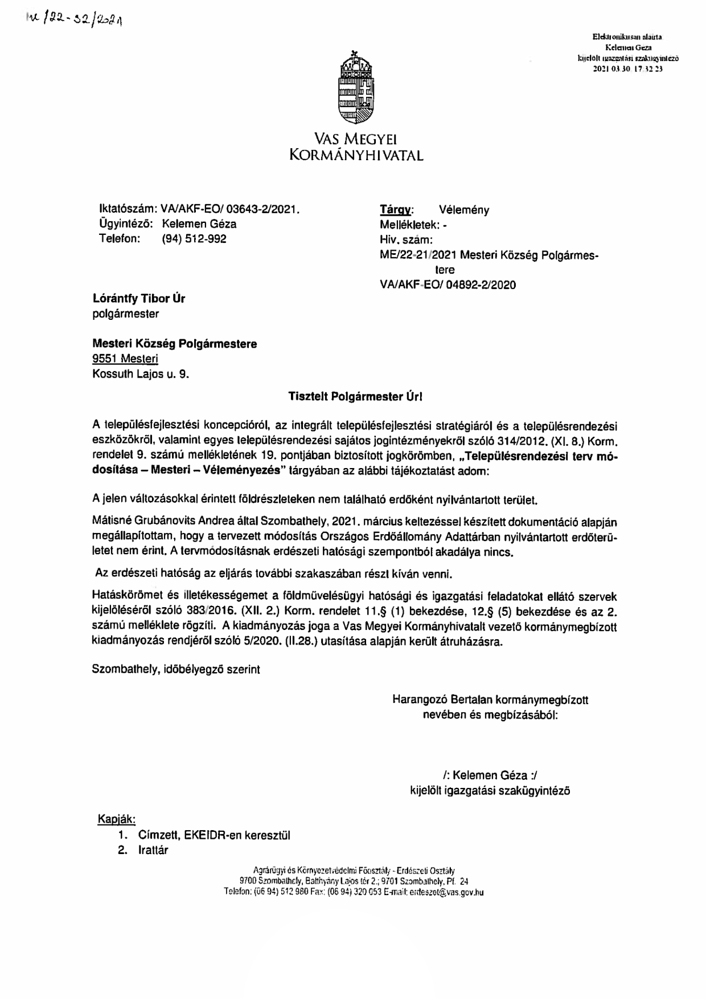 /22-32/2021
Elektronikusan aláírta
Kelemen Géza
kijelölt igazgatási szakügyintéző
2021.03.30. 17:32:23
VAS MEGYEI
KORMÁNYHIVATAL
Iktatószám: VA/AKF-EO/ 03643-2/2021.
Ügyintéző: Kelemen Géza
Telefon: (94) 512-992
Tárgy: Vélemény
Mellékletek: -
Hiv. szám:
ME/22-21/2021 Mesteri Község Polgármes-
tere
VA/AKF-EO/ 04892-2/2020
Lórántfy Tibor Úr
polgármester
Mesteri Község Polgármestere
9551 Mesteri
Kossuth Lajos u. 9.
Tisztelt Polgármester Úr!
A településfejlesztési koncepcióról, az integrált településfejlesztési stratégiáról és a településrendezési
eszközökről, valamint egyes településrendezési sajátos jogintézményekről szóló 314/2012. (XI. 8.) Korm.
rendelet 9. számú mellékletének 19. pontjában biztosított jogkörömben, „Településrendezési terv mó-
dosítása – Mesteri – Véleményezés” tárgyában az alábbi tájékoztatást adom:
A jelen változásokkal érintett földrészleteken nem található erdőként nyilvántartott terület.
Mátisné Grubánovits Andrea által Szombathely, 2021. március keltezéssel készített dokumentáció alapján
megállapítottam, hogy a tervezett módosítás Országos Erdőállomány Adattárban nyilvántartott erdőterü-
letet nem érint. A tervmódosításnak erdészeti hatósági szempontból akadálya nincs.
Az erdészeti hatóság az eljárás további szakaszában részt kíván venni.
Hatáskörömet és illetékességemet a földművelésügyi hatósági és igazgatási feladatokat ellátó szervek
kijelöléséről szóló 383/2016. (XII. 2.) Korm. rendelet 11.§ (1) bekezdése, 12.§ (5) bekezdése és az 2.
számú melléklete rögzíti. A kiadmányozás joga a Vas Megyei Kormányhivatalt vezető kormánymegbízott
kiadmányozás rendjéről szóló 5/2020. (II.28.) utasítása alapján került átruházásra.
Szombathely, időbélyegző szerint
Harangozó Bertalan kormánymegbízott
nevében és megbízásából:
/: Kelemen Géza :/
kijelölt igazgatási szakügyintéző
Kapják:
1. Címzett, EKEIDR-en keresztül
2. Irattár
Agrárügyi és Környezetvédelmi Főosztály - Erdészeti Osztály
9700 Szombathely, Batthyány Lajos tér 2.; 9701 Szombathely, Pf. 24
Telefon: (06 94) 512 980 Fax: (06 94) 320 053 E-mail: erdeszet@vas.gov.hu